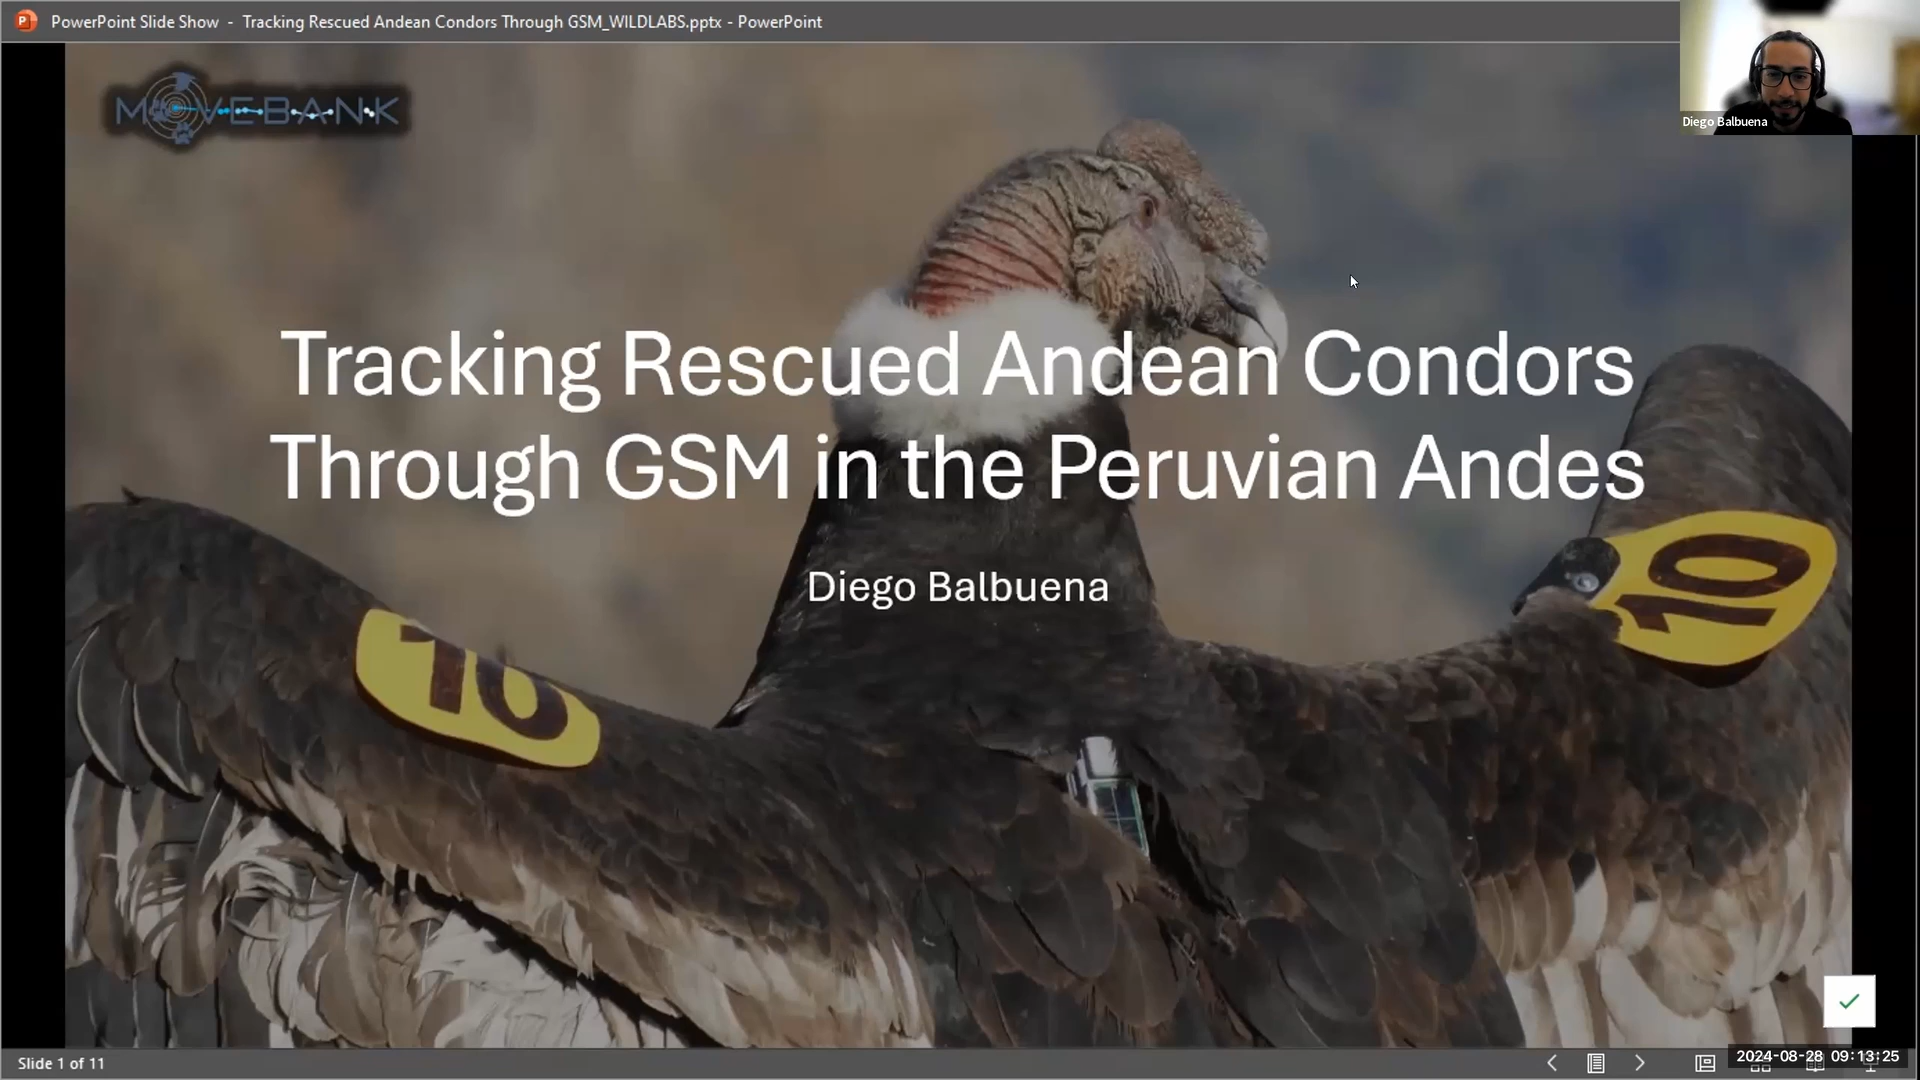 PowerPoint Slide Show - Tracking Rescued Andean Condors Through GSM_WILDLABS.pptx - PowerPoint
MOVEBANK
Diego Balbuena
Tracking Rescued Andean Condors
Through GSM in the Peruvian Andes
Diego Balbuena
10
10
Slide 1 of 11
2024-08-28 09:13:25